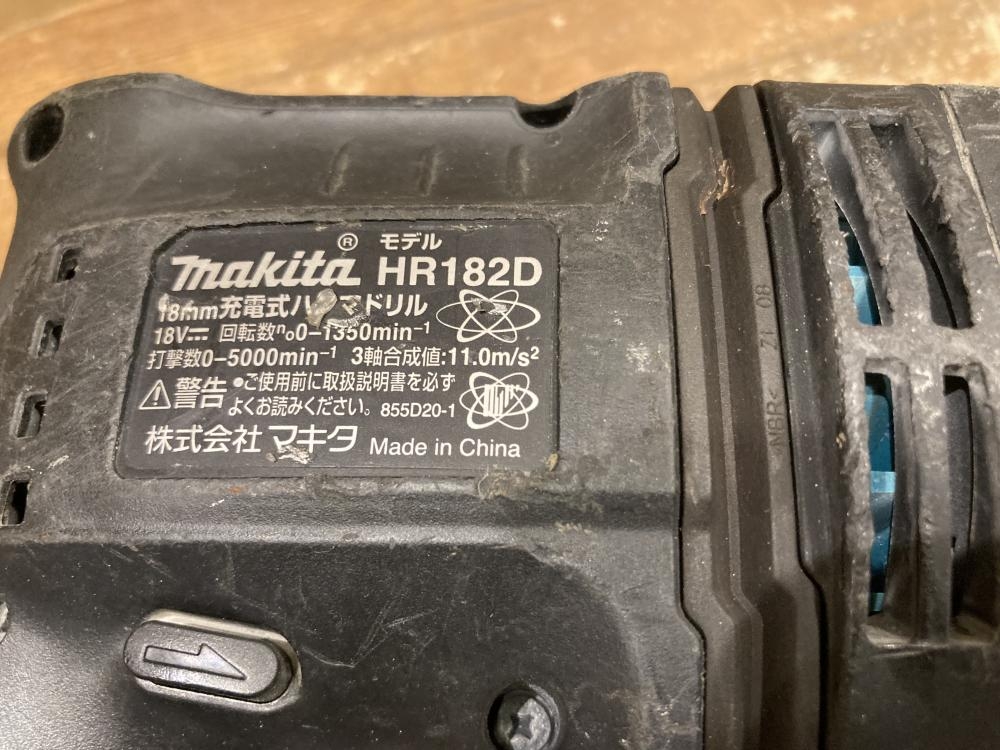 ® モデル
makita HR182D
18mm充電式ハンマドリル
18V⎓ 回転数n₀0-1350min⁻¹
打撃数0-5000min⁻¹ 3軸合成値:11.0m/s²
⚠警告 •ご使用前に取扱説明書を必ず
よくお読みください。 855D20-1
株式会社 マキタ Made in China
>NBR< 71 08